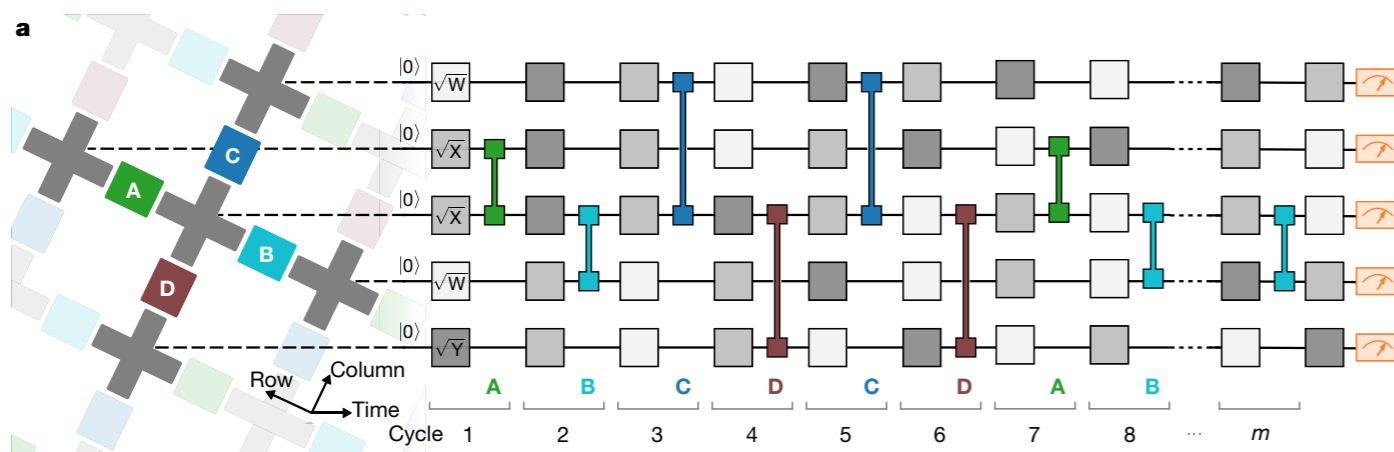 a
|0⟩ √W
|0⟩ √X
|0⟩ √X
|0⟩ √W
|0⟩ √Y
C
A
B
D
Row
Column
Time
A B C D C D A B
Cycle 1 2 3 4 5 6 7 8 ... m